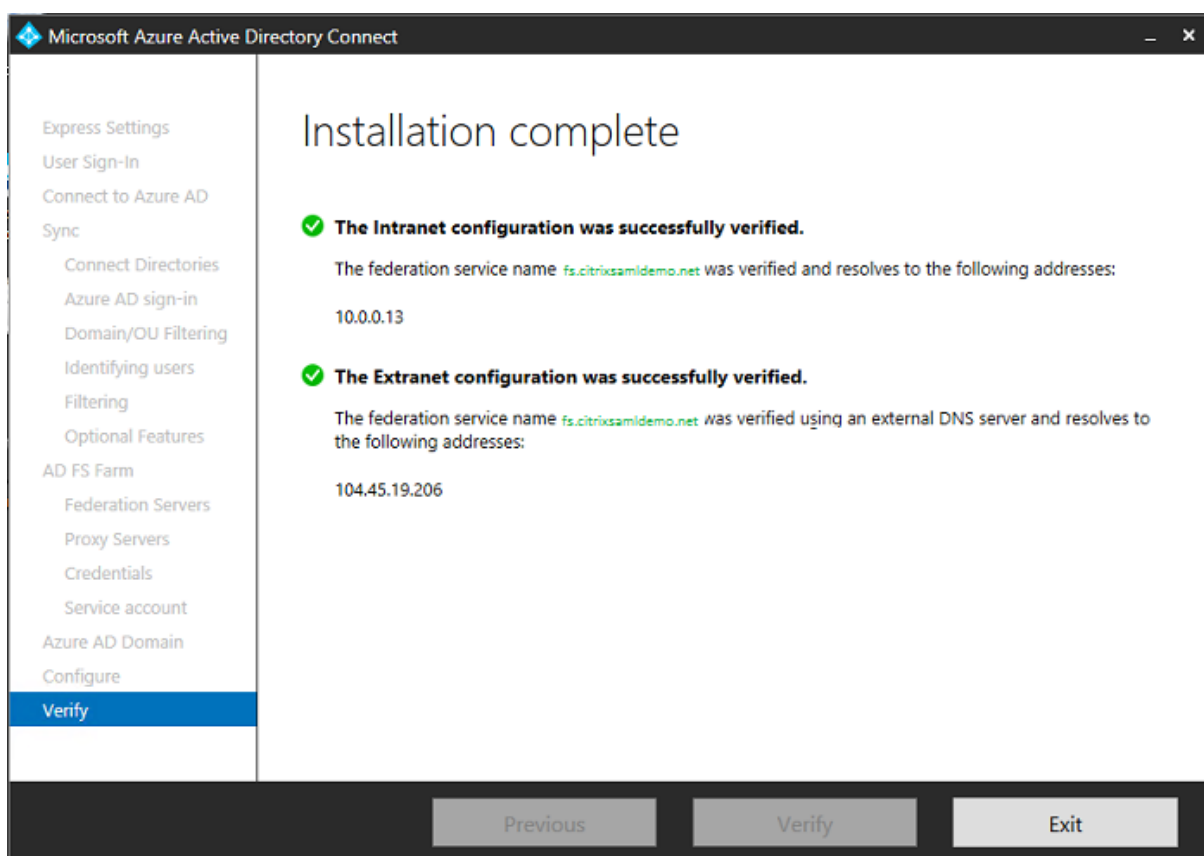 Microsoft Azure Active Directory Connect
Express Settings
User Sign-In
Connect to Azure AD
Sync
Connect Directories
Azure AD sign-in
Domain/OU Filtering
Identifying users
Filtering
Optional Features
AD FS Farm
Federation Servers
Proxy Servers
Credentials
Service account
Azure AD Domain
Configure
Verify
Installation complete
The Intranet configuration was successfully verified.
The federation service name fs.citrixsamldemo.net was verified and resolves to the following addresses:
10.0.0.13
The Extranet configuration was successfully verified.
The federation service name fs.citrixsamldemo.net was verified using an external DNS server and resolves to
the following addresses:
104.45.19.206
Previous
Verify
Exit